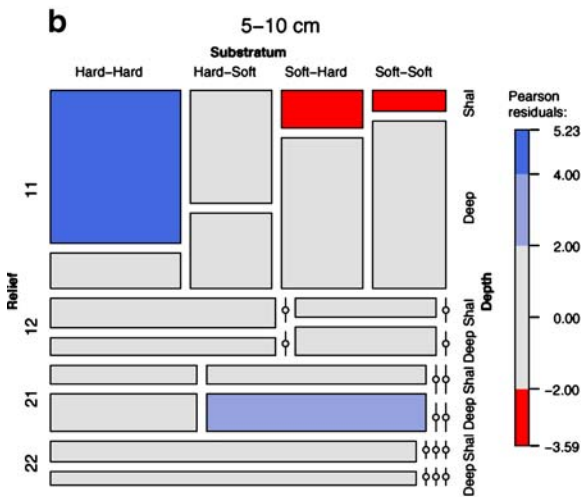 b
5–10 cm
Substratum
Hard–Hard Hard–Soft Soft–Hard Soft–Soft
Relief
11
12
21
22
Shal
Deep
Deep Shal
Deep Shal
Deep Shal
Depth
Pearson
residuals:
5.23
4.00
2.00
0.00
−2.00
−3.59